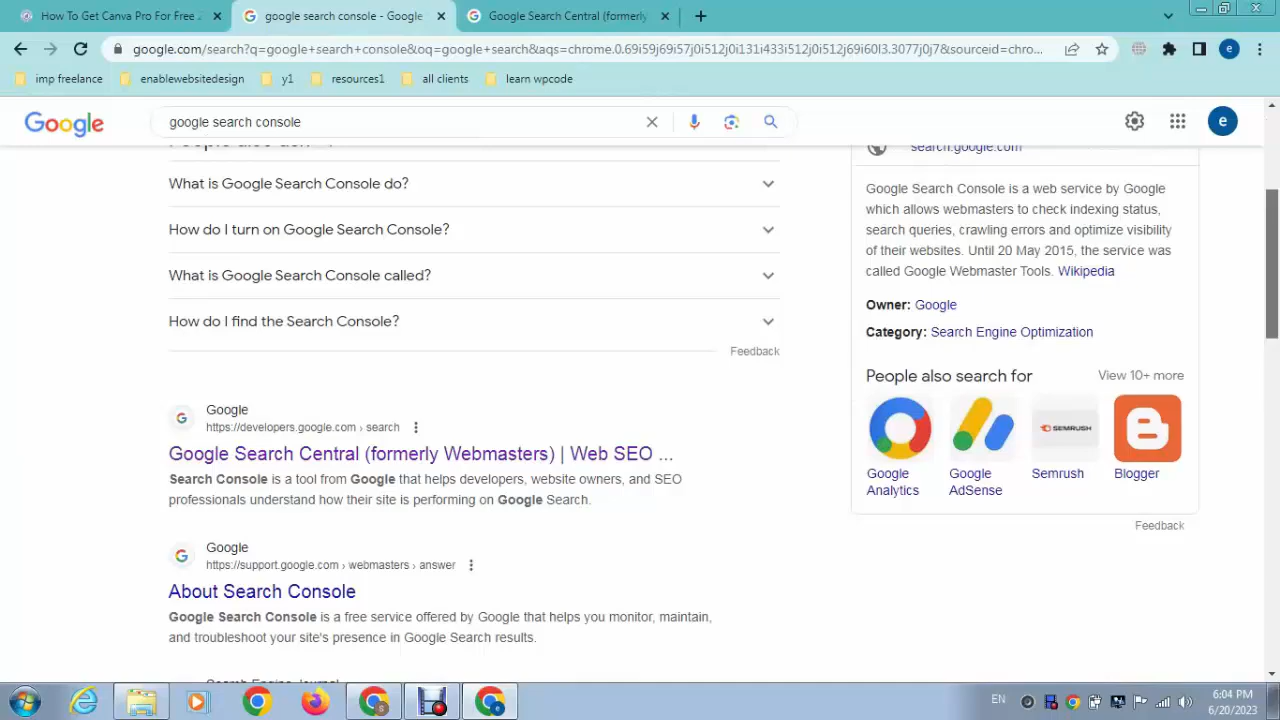 How To Get Canva Pro For Free
google search console - Google
Google Search Central (formerly
google.com/search?q=google+search+console&oq=google+search&aqs=chrome.0.69i59j69i57j0i512j0i131i433i512j0i512j69i60l3.3077j0j7&sourceid=chro...
e
imp freelance
enablewebsitedesign
y1
resources1
all clients
learn wpcode
Google
google search console
e
search.google.com
What is Google Search Console do?
How do I turn on Google Search Console?
What is Google Search Console called?
How do I find the Search Console?
Feedback
Google
https://developers.google.com › search
Google Search Central (formerly Webmasters) | Web SEO ...
Search Console is a tool from Google that helps developers, website owners, and SEO
professionals understand how their site is performing on Google Search.
Google
https://support.google.com › webmasters › answer
About Search Console
Google Search Console is a free service offered by Google that helps you monitor, maintain,
and troubleshoot your site's presence in Google Search results.
Google Search Console is a web service by Google
which allows webmasters to check indexing status,
search queries, crawling errors and optimize visibility
of their websites. Until 20 May 2015, the service was
called Google Webmaster Tools. Wikipedia
Owner: Google
Category: Search Engine Optimization
People also search for
View 10+ more
SEMRUSH
Google
Analytics
Google
AdSense
Semrush
Blogger
Feedback
EN
6:04 PM
6/20/2023